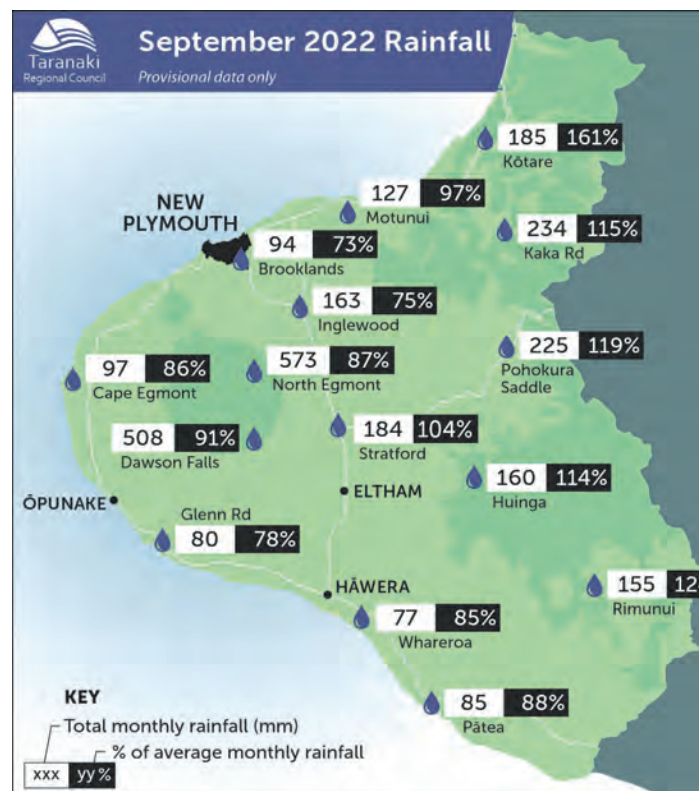 Taranaki
Regional Council
September 2022 Rainfall
Provisional data only
185 161%
Kōtare
127 97%
Motunui
NEW
PLYMOUTH
234 115%
Kaka Rd
94 73%
Brooklands
163 75%
Inglewood
225 119%
Pohokura
Saddle
97 86%
Cape Egmont
573 87%
North Egmont
508 91%
Dawson Falls
184 104%
Stratford
160 114%
Huinga
ŌPUNAKE
ELTHAM
Glenn Rd
80 78%
HĀWERA
155 12
Rimunui
77 85%
Whareroa
85 88%
Pātea
KEY
Total monthly rainfall (mm)
% of average monthly rainfall
xxx yy %